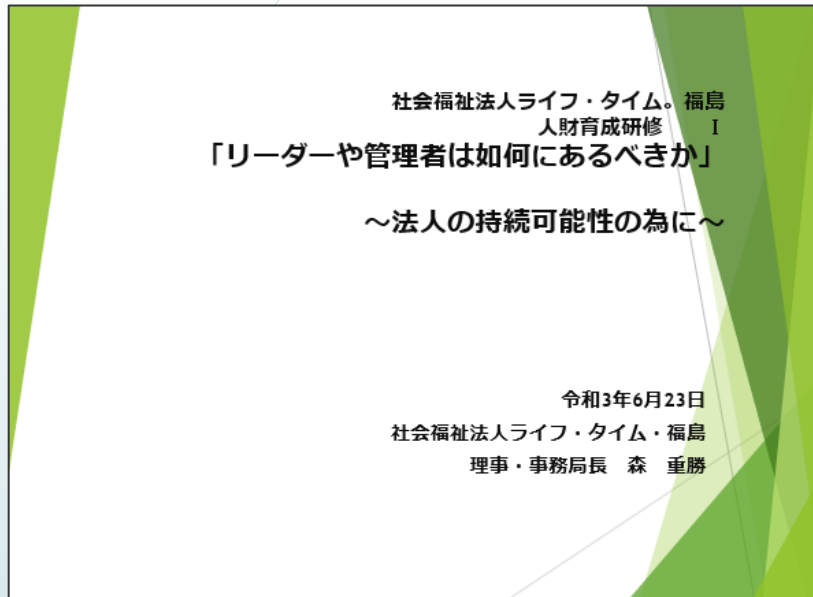 社会福祉法人ライフ・タイム。福島
人財育成研修　　I
「リーダーや管理者は如何にあるべきか」
～法人の持続可能性の為に～
令和3年6月23日
社会福祉法人ライフ・タイム・福島
理事・事務局長　森　重勝